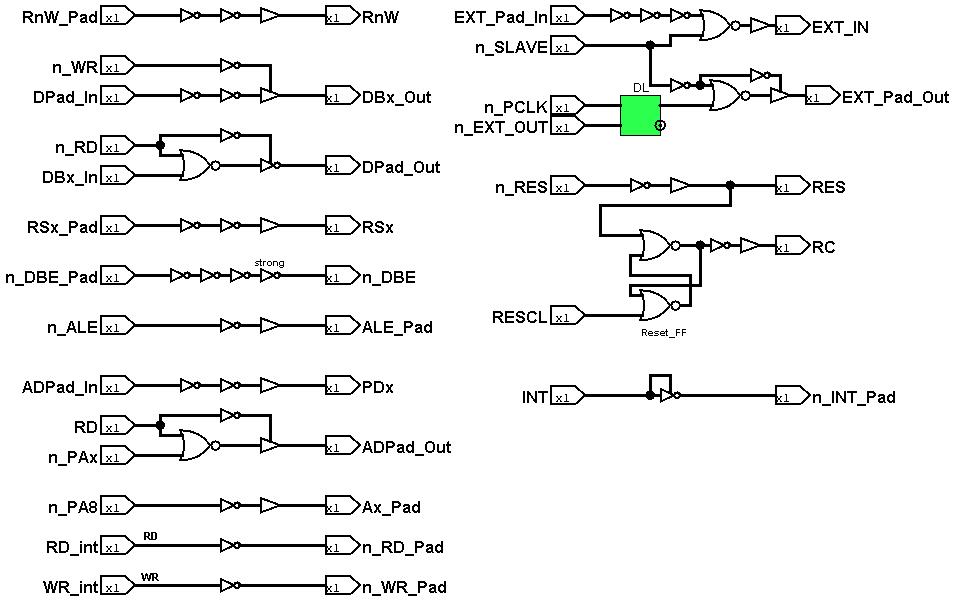 RnW_Pad x1 x1 RnW
n_WR x1
DPad_In x1 x1 DBx_Out
n_RD x1
x1 DPad_Out
DBx_In x1
RSx_Pad x1 x1 RSx
n_DBE_Pad x1 strong x1 n_DBE
n_ALE x1 x1 ALE_Pad
ADPad_In x1 x1 PDx
RD x1
x1 ADPad_Out
n_PAx x1
n_PA8 x1 x1 Ax_Pad
RD_int x1 RD x1 n_RD_Pad
WR_int x1 WR x1 n_WR_Pad
EXT_Pad_In x1 x1 EXT_IN
n_SLAVE x1
DL
x1 EXT_Pad_Out
n_PCLK x1
n_EXT_OUT x1
n_RES x1 x1 RES
x1 RC
RESCL x1
Reset_FF
INT x1 x1 n_INT_Pad